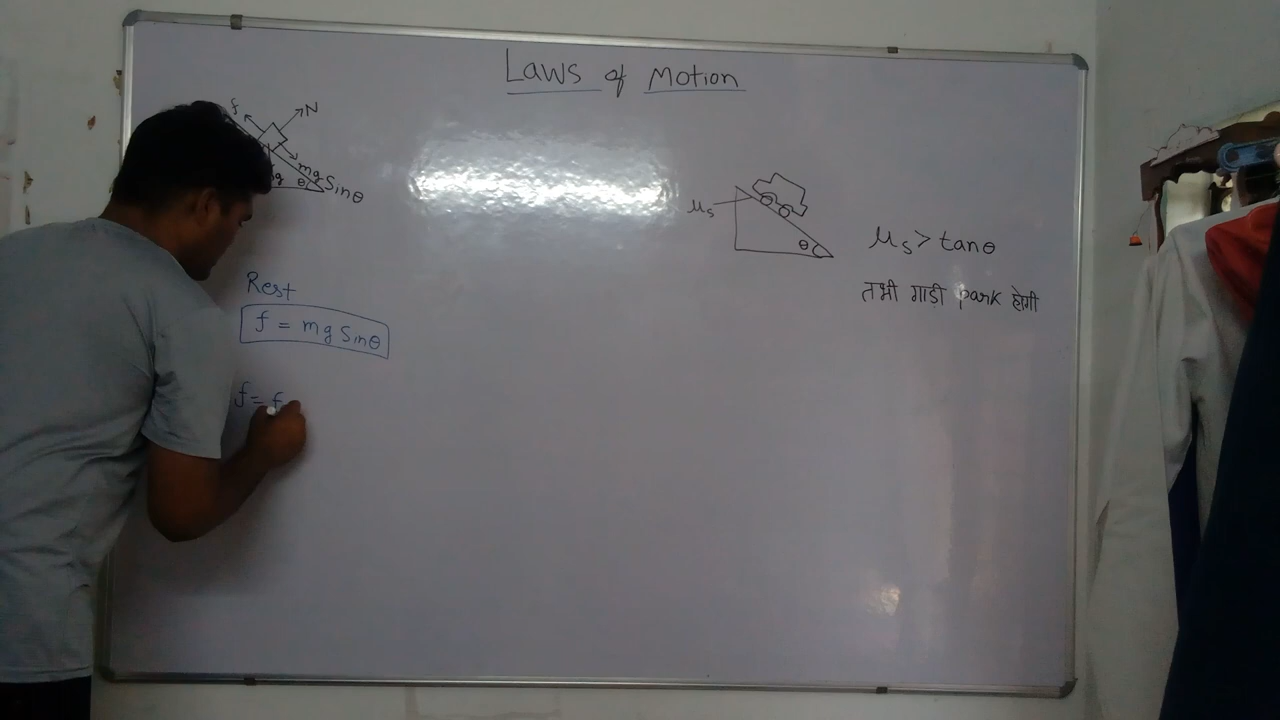 Laws of Motion
f
N
mg Sinθ
θ
Rest
f = mg Sinθ
f = f
μs
θ
μs > tanθ
तभी गाड़ी park होगी